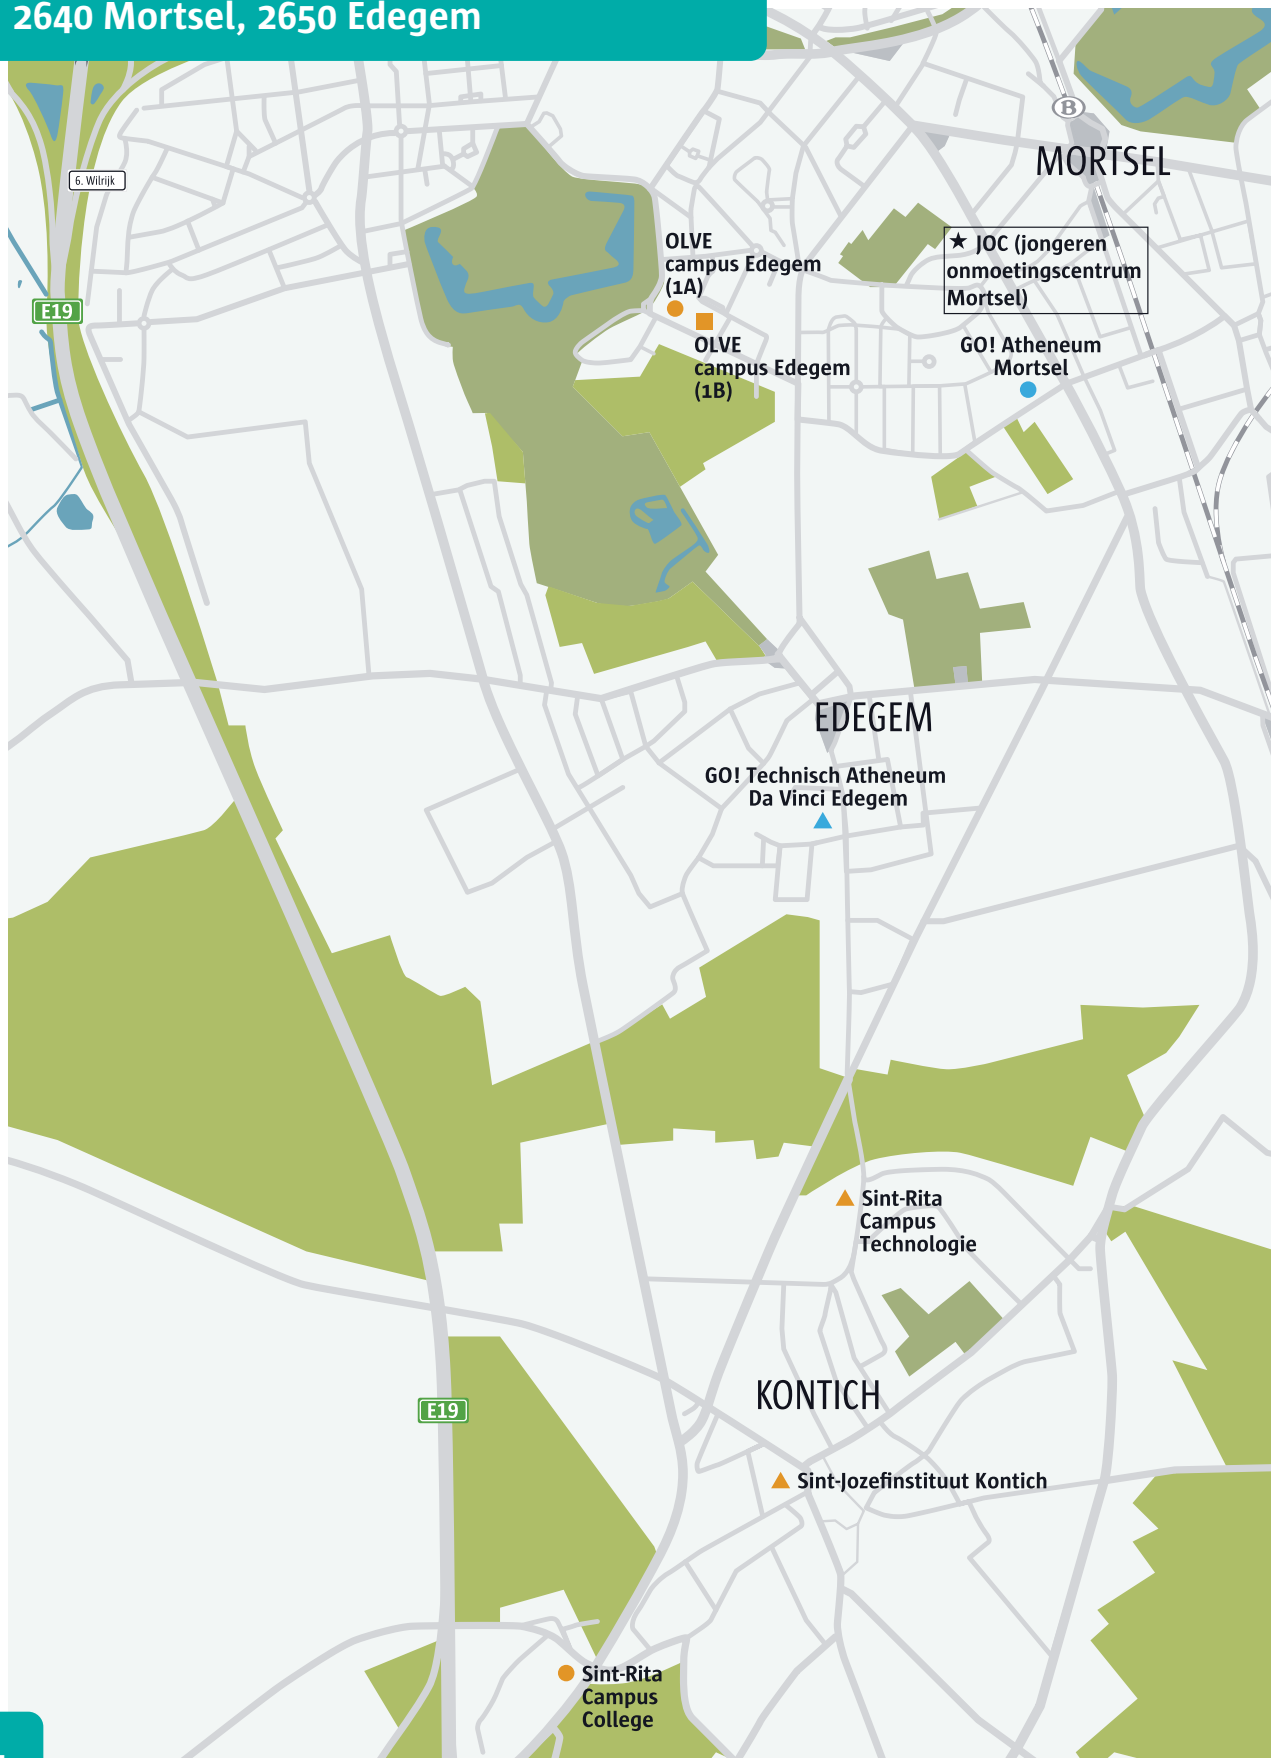 2640 Mortsel, 2650 Edegem
B
MORTSEL
6. Wilrijk
OLVE
campus Edegem
(1A)
★ JOC (jongeren
onmoetingscentrum
Mortsel)
E19
OLVE
campus Edegem
(1B)
GO! Atheneum
Mortsel
EDEGEM
GO! Technisch Atheneum
Da Vinci Edegem
Sint-Rita
Campus
Technologie
KONTICH
E19
Sint-Jozefinstituut Kontich
Sint-Rita
Campus
College